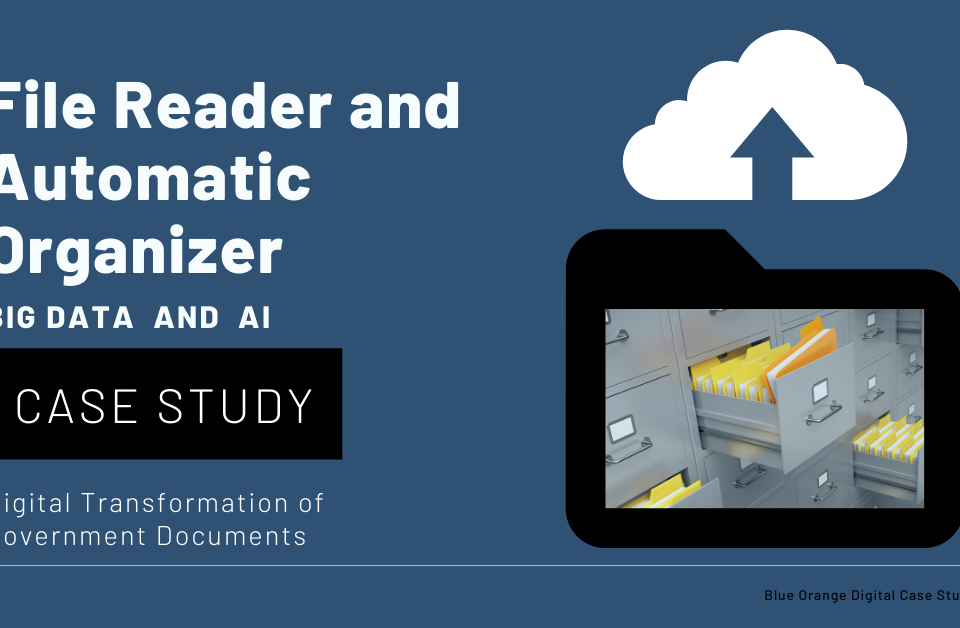 File Reader and
Automatic
Organizer
BIG DATA AND AI
CASE STUDY
igital Transformation of
overnment Documents
Blue Orange Digital Case Stu